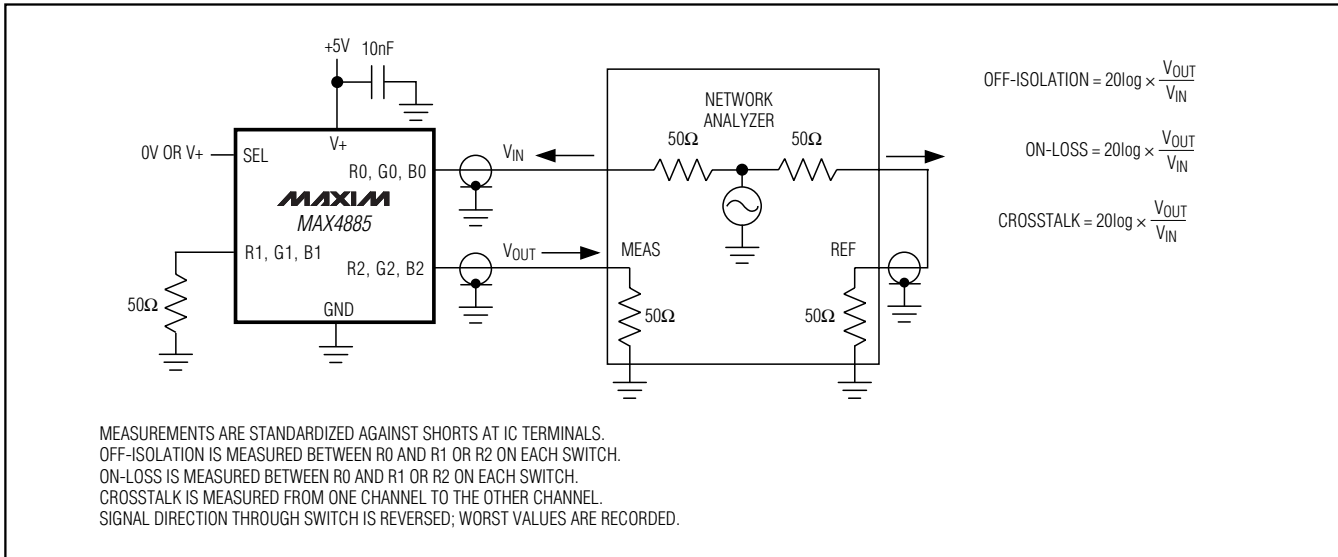 +5V 10nF
V+
0V OR V+
SEL
R0, G0, B0
MAXIM
MAX4885
R1, G1, B1
R2, G2, B2
50Ω
GND
VIN
VOUT
NETWORK
ANALYZER
50Ω 50Ω
MEAS REF
50Ω 50Ω
OFF-ISOLATION = 20log × VOUT
VIN
ON-LOSS = 20log × VOUT
VIN
CROSSTALK = 20log × VOUT
VIN
MEASUREMENTS ARE STANDARDIZED AGAINST SHORTS AT IC TERMINALS.
OFF-ISOLATION IS MEASURED BETWEEN R0 AND R1 OR R2 ON EACH SWITCH.
ON-LOSS IS MEASURED BETWEEN R0 AND R1 OR R2 ON EACH SWITCH.
CROSSTALK IS MEASURED FROM ONE CHANNEL TO THE OTHER CHANNEL.
SIGNAL DIRECTION THROUGH SWITCH IS REVERSED; WORST VALUES ARE RECORDED.